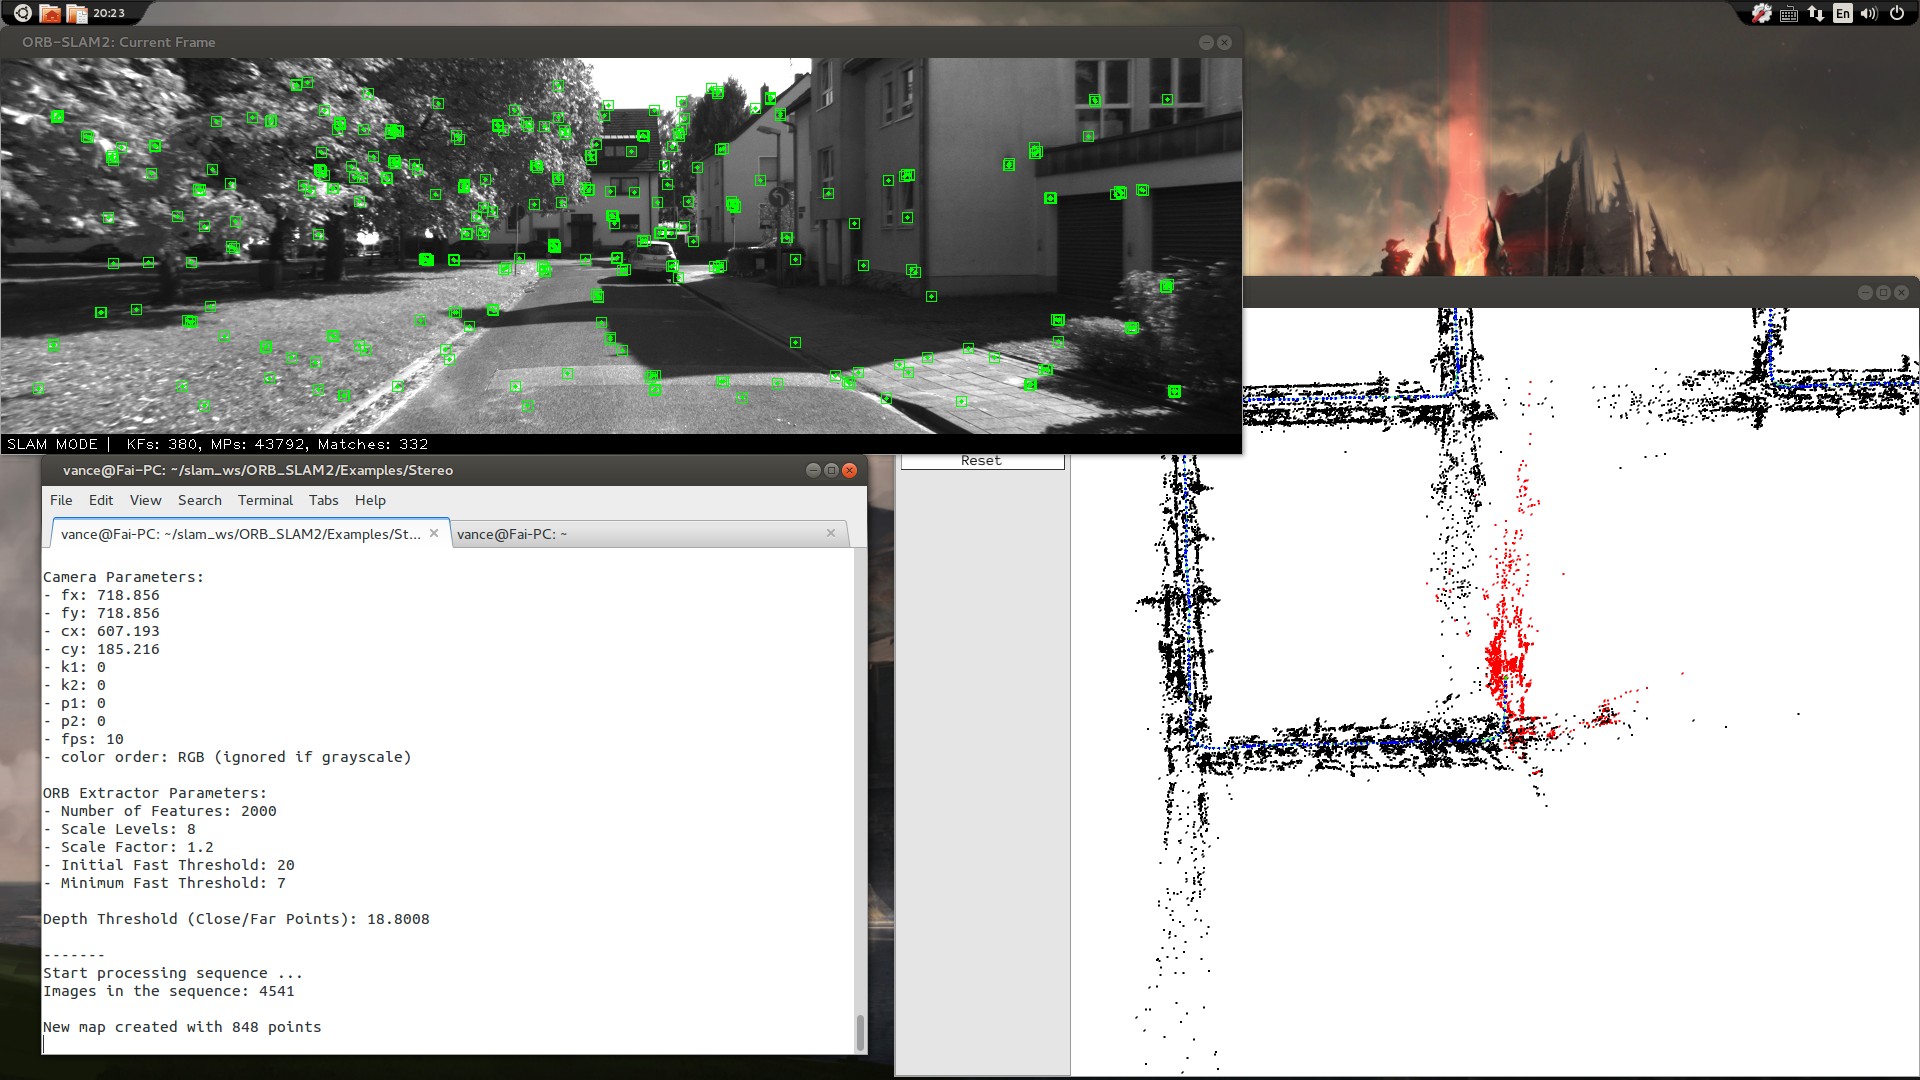 20:23
En
ORB-SLAM2: Current Frame
SLAM MODE | KFs: 380, MPs: 43792, Matches: 332
Reset
vance@Fai-PC: ~/slam_ws/ORB_SLAM2/Examples/Stereo
File Edit View Search Terminal Tabs Help
vance@Fai-PC: ~/slam_ws/ORB_SLAM2/Examples/St... vance@Fai-PC: ~
Camera Parameters:
- fx: 718.856
- fy: 718.856
- cx: 607.193
- cy: 185.216
- k1: 0
- k2: 0
- p1: 0
- p2: 0
- fps: 10
- color order: RGB (ignored if grayscale)
ORB Extractor Parameters:
- Number of Features: 2000
- Scale Levels: 8
- Scale Factor: 1.2
- Initial Fast Threshold: 20
- Minimum Fast Threshold: 7
Depth Threshold (Close/Far Points): 18.8008
-------
Start processing sequence ...
Images in the sequence: 4541
New map created with 848 points